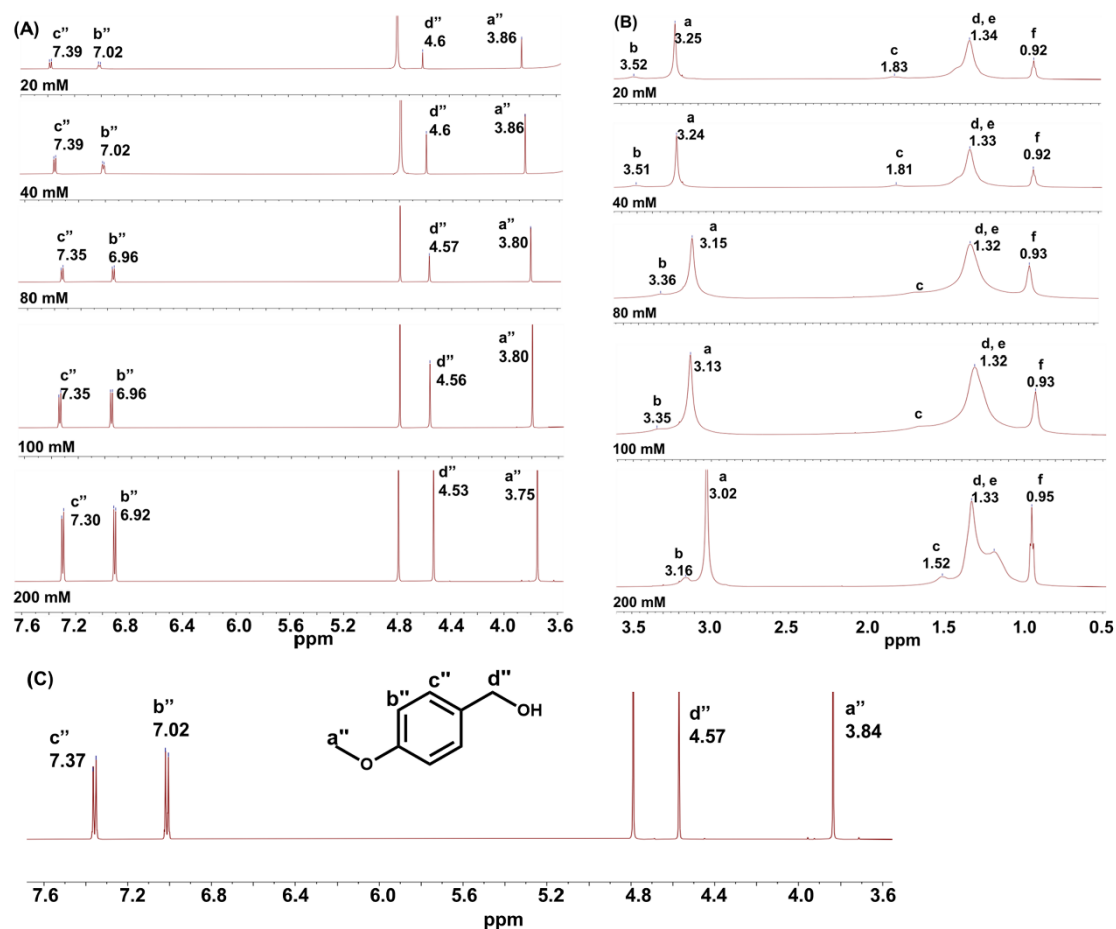 (A)
c" 7.39 b" 7.02 d" 4.6 a" 3.86
20 mM
c" 7.39 b" 7.02 d" 4.6 a" 3.86
40 mM
c" 7.35 b" 6.96 d" 4.57 a" 3.80
80 mM
c" 7.35 b" 6.96 d" 4.56 a" 3.80
100 mM
c" 7.30 b" 6.92 d" 4.53 a" 3.75
200 mM
7.6 7.2 6.8 6.4 6.0 5.6 5.2 4.8 4.4 4.0 3.6
ppm
(B)
b 3.52 a 3.25 c 1.83 d, e 1.34 f 0.92
20 mM
b 3.51 a 3.24 c 1.81 d, e 1.33 f 0.92
40 mM
b 3.36 a 3.15 c d, e 1.32 f 0.93
80 mM
b 3.35 a 3.13 c d, e 1.32 f 0.93
100 mM
b 3.16 a 3.02 c 1.52 d, e 1.33 f 0.95
200 mM
3.5 3.0 2.5 2.0 1.5 1.0 0.5
ppm
(C)
c" 7.37 b" 7.02 d" 4.57 a" 3.84
a" O b" c" d" OH
7.6 7.2 6.8 6.4 6.0 5.6 5.2 4.8 4.4 4.0 3.6
ppm